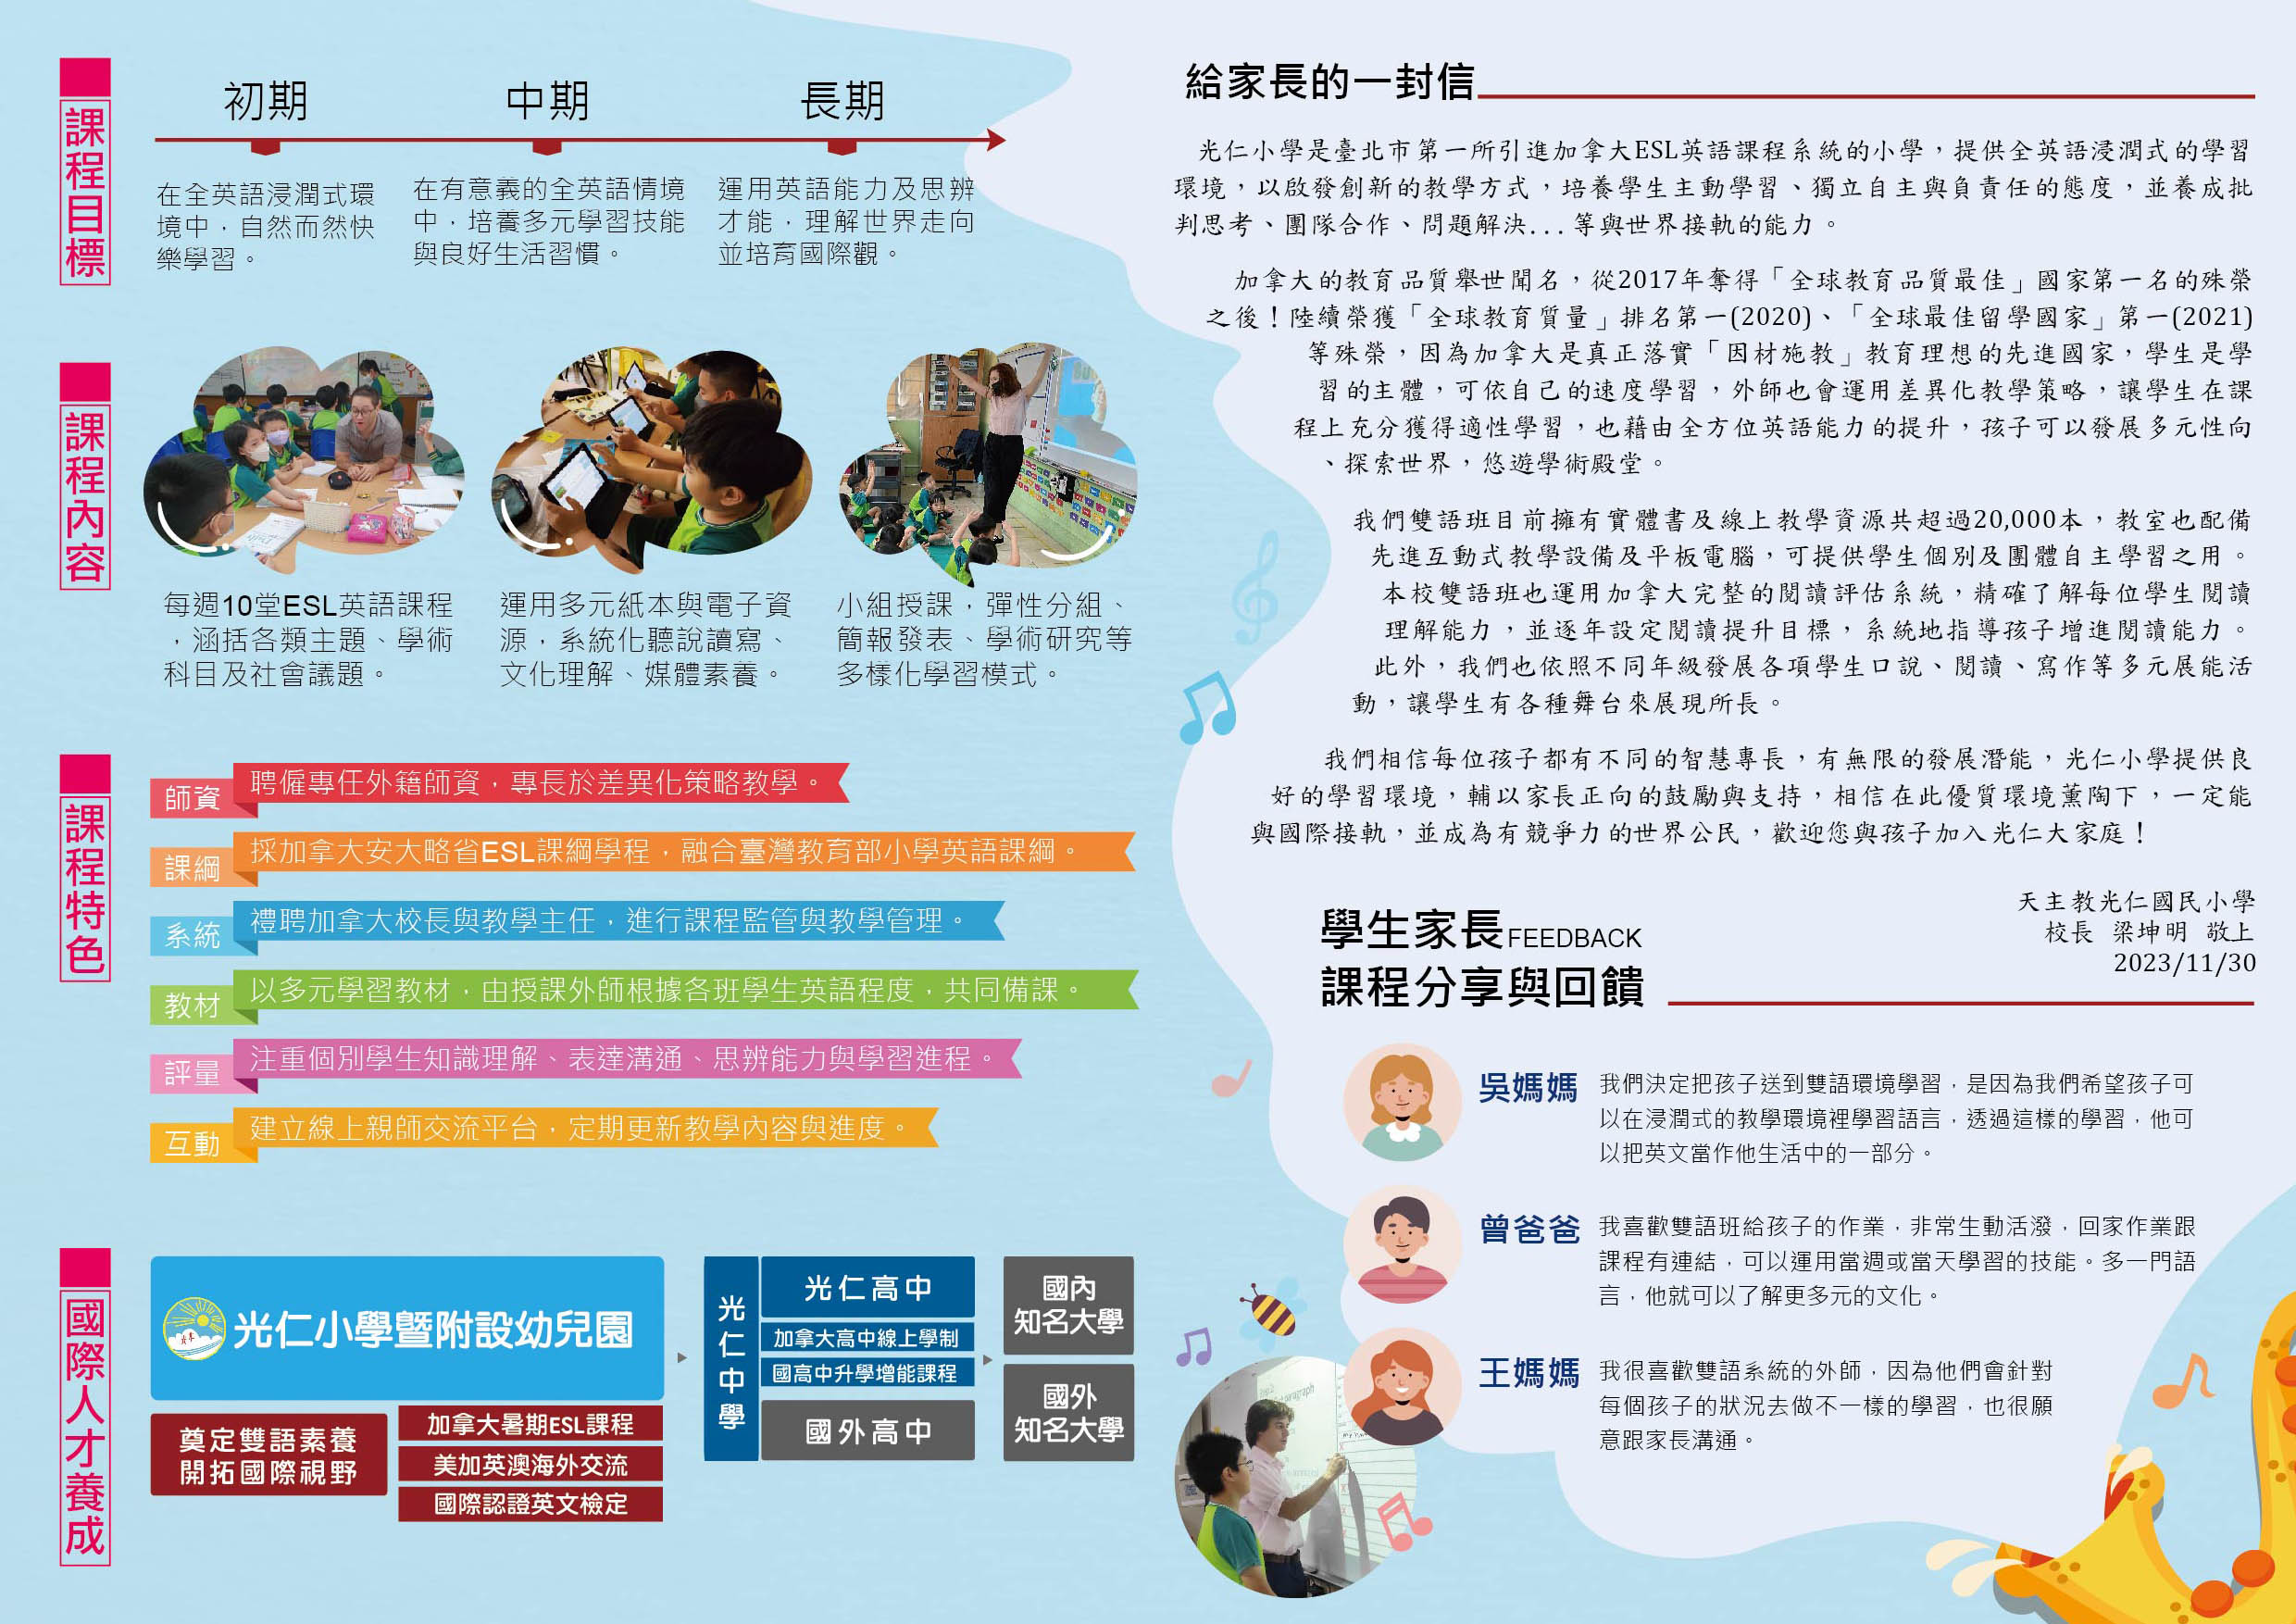 課程目標
初期
在全英語浸潤式環
境中，自然而然快
樂學習。
中期
在有意義的全英語情境
中，培養多元學習技能
與良好生活習慣。
長期
運用英語能力及思辨
才能，理解世界走向
並培育國際觀。
課程內容
每週10堂ESL英語課程
，涵括各類主題、學術
科目及社會議題。
運用多元紙本與電子資
源，系統化聽說讀寫、
文化理解、媒體素養。
小組授課，彈性分組、
簡報發表、學術研究等
多樣化學習模式。
課程特色
師資
聘僱專任外籍師資，專長於差異化策略教學。
課綱
採加拿大安大略省ESL課綱學程，融合臺灣教育部小學英語課綱。
系統
禮聘加拿大校長與教學主任，進行課程監管與教學管理。
教材
以多元學習教材，由授課外師根據各班學生英語程度，共同備課。
評量
注重個別學生知識理解、表達溝通、思辨能力與學習進程。
互動
建立線上親師交流平台，定期更新教學內容與進度。
國際人才養成
光仁小學暨附設幼兒園
奠定雙語素養
開拓國際視野
加拿大暑期ESL課程
美加英澳海外交流
國際認證英文檢定
光仁中學
光仁高中
加拿大高中線上學制
國高中升學增能課程
國外高中
國內
知名大學
國外
知名大學
給家長的一封信
光仁小學是臺北市第一所引進加拿大ESL英語課程系統的小學，提供全英語浸潤式的學習
環境，以啟發創新的教學方式，培養學生主動學習、獨立自主與負責任的態度，並養成批
判思考、團隊合作、問題解決...等與世界接軌的能力。
加拿大的教育品質舉世聞名，從2017年奪得「全球教育品質最佳」國家第一名的殊榮
之後！陸續榮獲「全球教育質量」排名第一(2020)、「全球最佳留學國家」第一(2021)
等殊榮，因為加拿大是真正落實「因材施教」教育理想的先進國家，學生是學
習的主體，可依自己的速度學習，外師也會運用差異化教學策略，讓學生在課
程上充分獲得適性學習，也藉由全方位英語能力的提升，孩子可以發展多元性向
、探索世界，悠遊學術殿堂。
我們雙語班目前擁有實體書及線上教學資源共超過20,000本，教室也配備
先進互動式教學設備及平板電腦，可提供學生個別及團體自主學習之用。
本校雙語班也運用加拿大完整的閱讀評估系統，精確了解每位學生閱讀
理解能力，並逐年設定閱讀提升目標，系統地指導孩子增進閱讀能力。
此外，我們也依照不同年級發展各項學生口說、閱讀、寫作等多元展能活
動，讓學生有各種舞台來展現所長。
我們相信每位孩子都有不同的智慧專長，有無限的發展潛能，光仁小學提供良
好的學習環境，輔以家長正向的鼓勵與支持，相信在此優質環境薰陶下，一定能
與國際接軌，並成為有競爭力的世界公民，歡迎您與孩子加入光仁大家庭！
天主教光仁國民小學
校長 梁坤明 敬上
2023/11/30
學生家長FEEDBACK
課程分享與回饋
吳媽媽
我們決定把孩子送到雙語環境學習，是因為我們希望孩子可
以在浸潤式的教學環境裡學習語言，透過這樣的學習，他可
以把英文當作他生活中的一部分。
曾爸爸
我喜歡雙語班給孩子的作業，非常生動活潑，回家作業跟
課程有連結，可以運用當週或當天學習的技能。多一門語
言，他就可以了解更多元的文化。
王媽媽
我很喜歡雙語系統的外師，因為他們會針對
每個孩子的狀況去做不一樣的學習，也很願
意跟家長溝通。